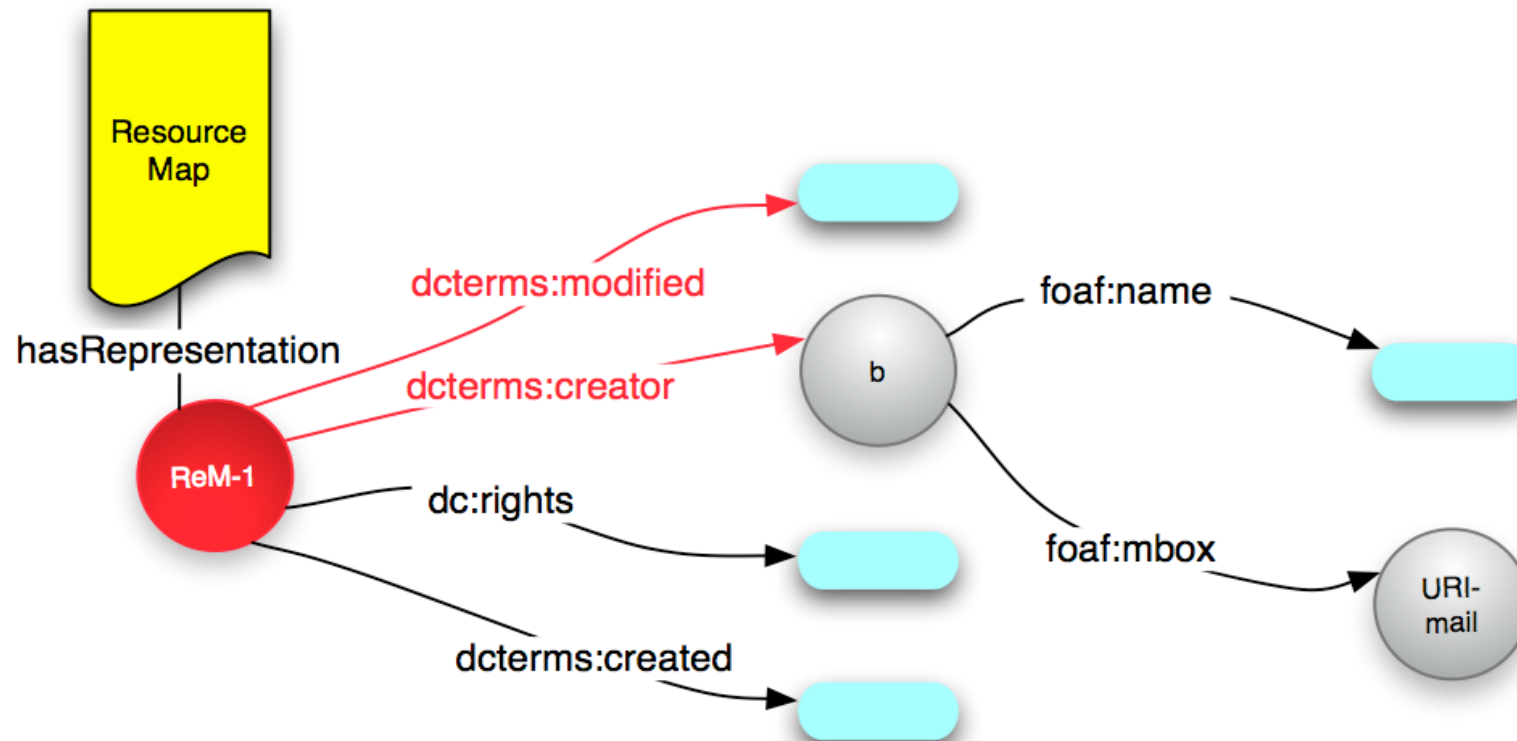 Resource
Map
hasRepresentation
ReM-1
dcterms:modified
dcterms:creator
dc:rights
dcterms:created
b
foaf:name
foaf:mbox
URI-
mail